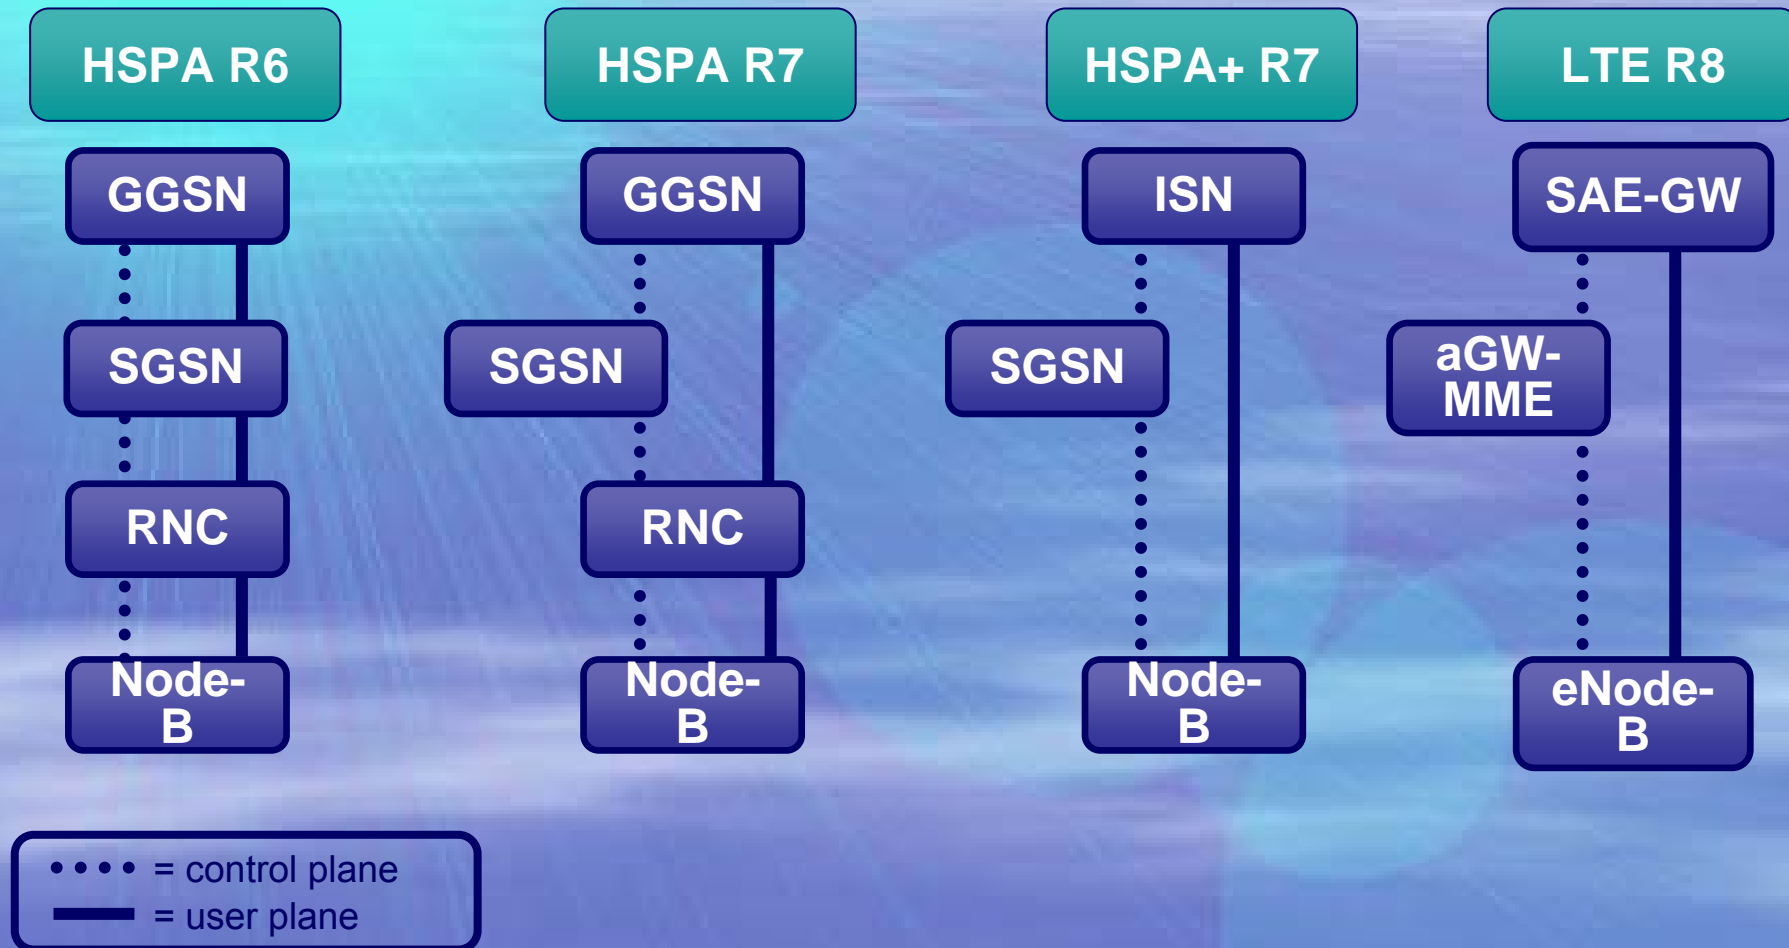 HSPA R6
HSPA R7
HSPA+ R7
LTE R8
GGSN
GGSN
ISN
SAE-GW
SGSN
SGSN
SGSN
aGW-
MME
RNC
RNC
Node-
B
Node-
B
Node-
B
eNode-
B
= control plane
= user plane